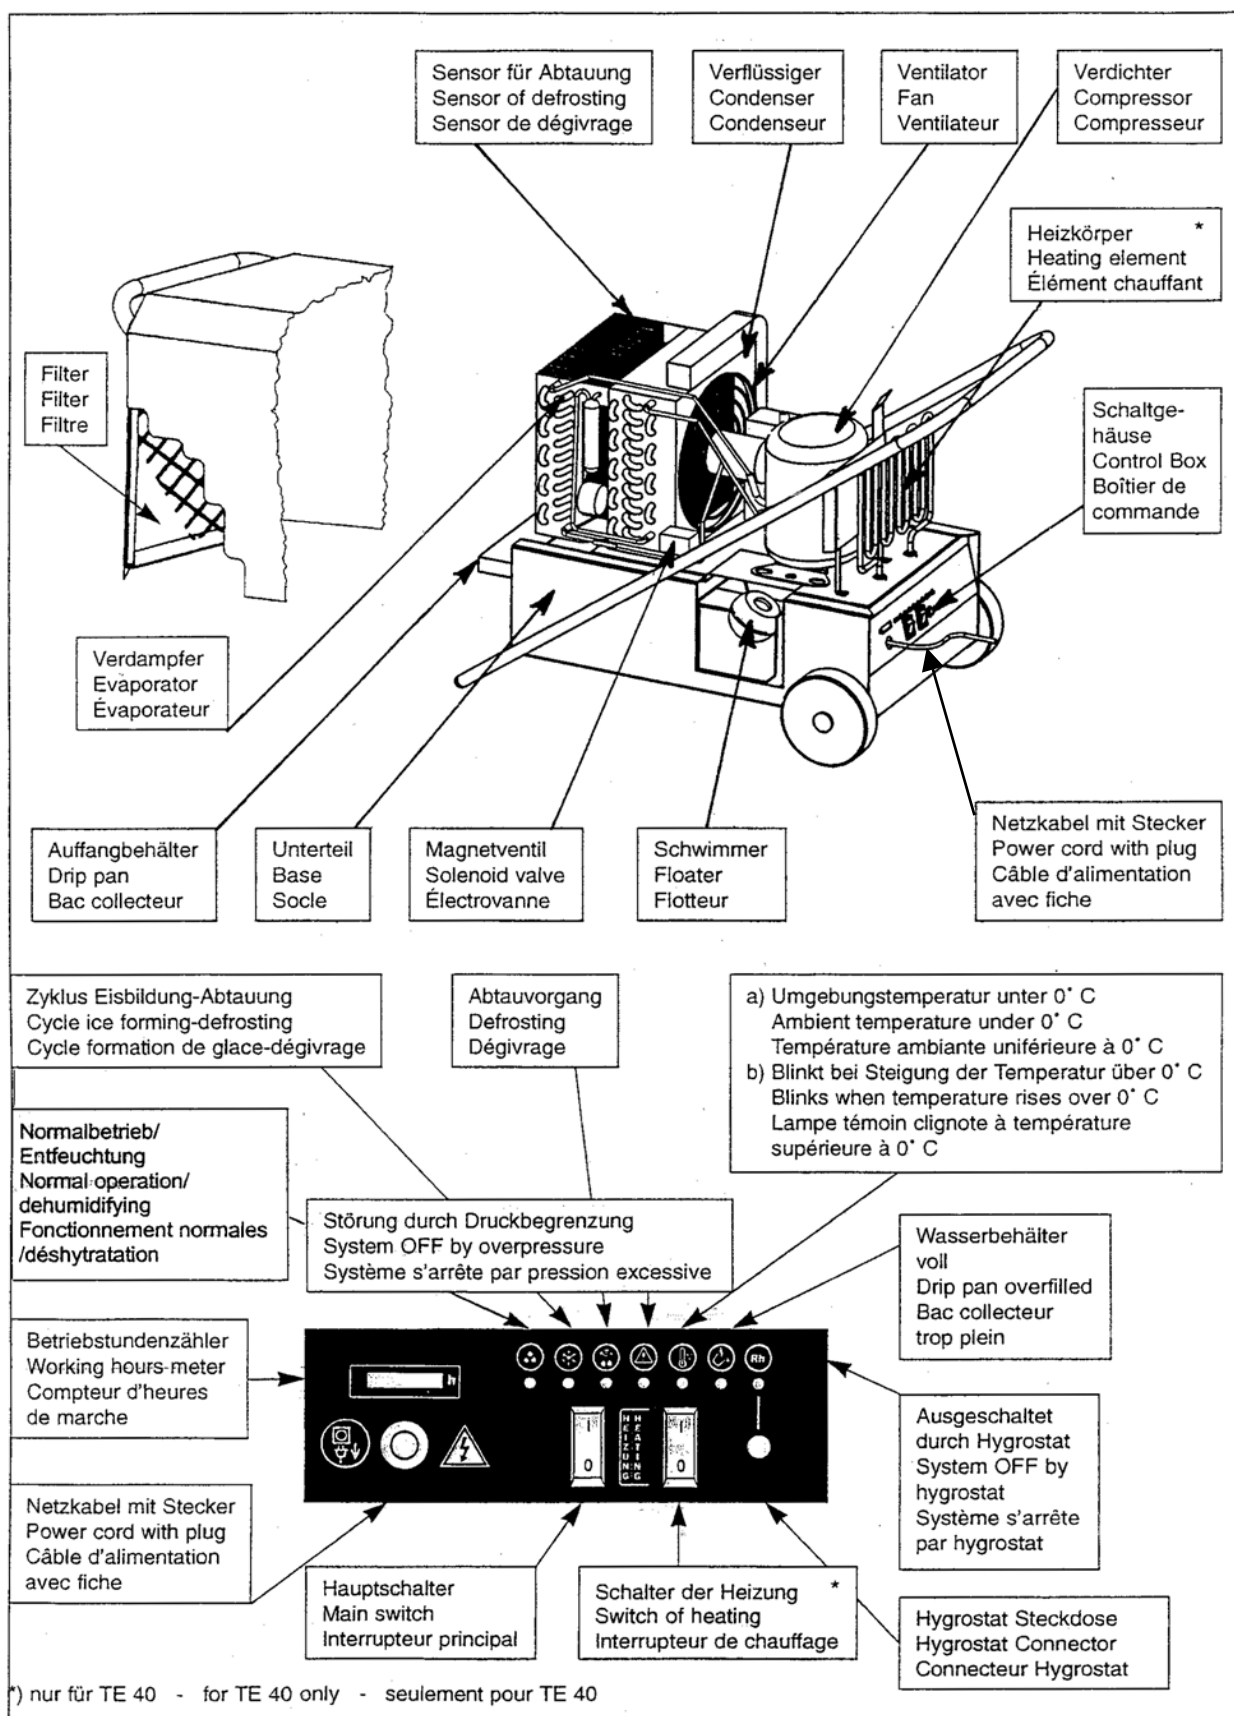 Sensor für Abtauung
Sensor of defrosting
Sensor de dégivrage
Verflüssiger
Condenser
Condenseur
Ventilator
Fan
Ventilateur
Verdichter
Compressor
Compresseur
Heizkörper *
Heating element
Élément chauffant
Filter
Filter
Filtre
Schaltge-
häuse
Control Box
Boîtier de
commande
Verdampfer
Evaporator
Évaporateur
Auffangbehälter
Drip pan
Bac collecteur
Unterteil
Base
Socle
Magnetventil
Solenoid valve
Électrovanne
Schwimmer
Floater
Flotteur
Netzkabel mit Stecker
Power cord with plug
Câble d'alimentation
avec fiche
Zyklus Eisbildung-Abtauung
Cycle ice forming-defrosting
Cycle formation de glace-dégivrage
Abtauvorgang
Defrosting
Dégivrage
a) Umgebungstemperatur unter 0° C
Ambient temperature under 0° C
Température ambiante uniférieure à 0° C
b) Blinkt bei Steigung der Temperatur über 0° C
Blinks when temperature rises over 0° C
Lampe témoin clignote à température
supérieure à 0° C
Normalbetrieb/
Entfeuchtung
Normal operation/
dehumidifying
Fonctionnement normales
/déshytratation
Störung durch Druckbegrenzung
System OFF by overpressure
Système s'arrête par pression excessive
Wasserbehälter
voll
Drip pan overfilled
Bac collecteur
trop plein
Betriebstundenzähler
Working hours-meter
Compteur d'heures
de marche
h
Rh
I
0
HEIZUNG
HEATING
I
0
Ausgeschaltet
durch Hygrostat
System OFF by
hygrostat
Système s'arrête
par hygrostat
Netzkabel mit Stecker
Power cord with plug
Câble d'alimentation
avec fiche
Hauptschalter
Main switch
Interrupteur principal
Schalter der Heizung *
Switch of heating
Interrupteur de chauffage
Hygrostat Steckdose
Hygrostat Connector
Connecteur Hygrostat
*) nur für TE 40 - for TE 40 only - seulement pour TE 40